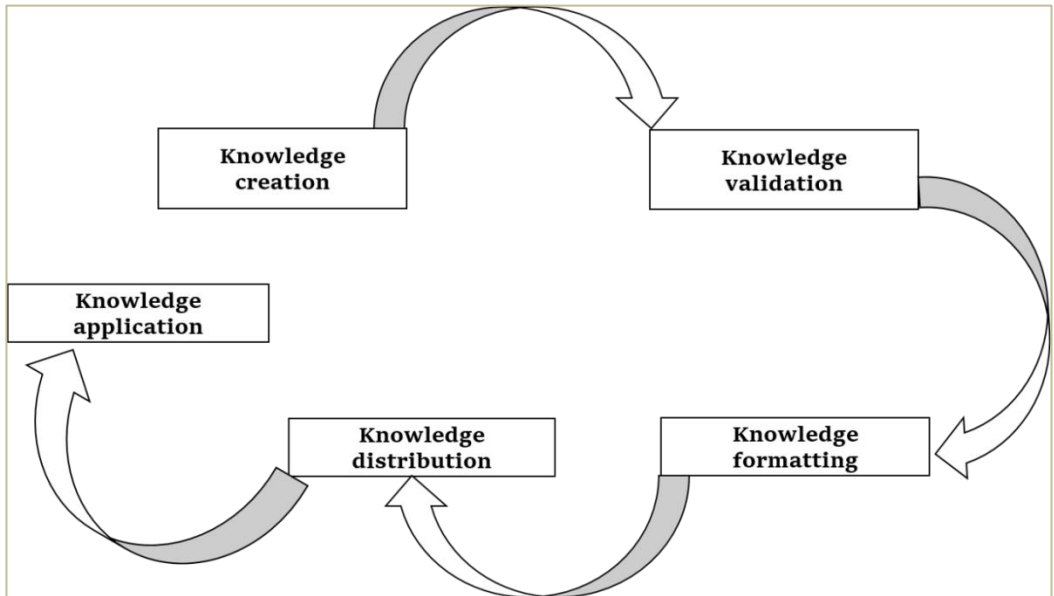 Knowledge
creation
Knowledge
validation
Knowledge
application
Knowledge
distribution
Knowledge
formatting